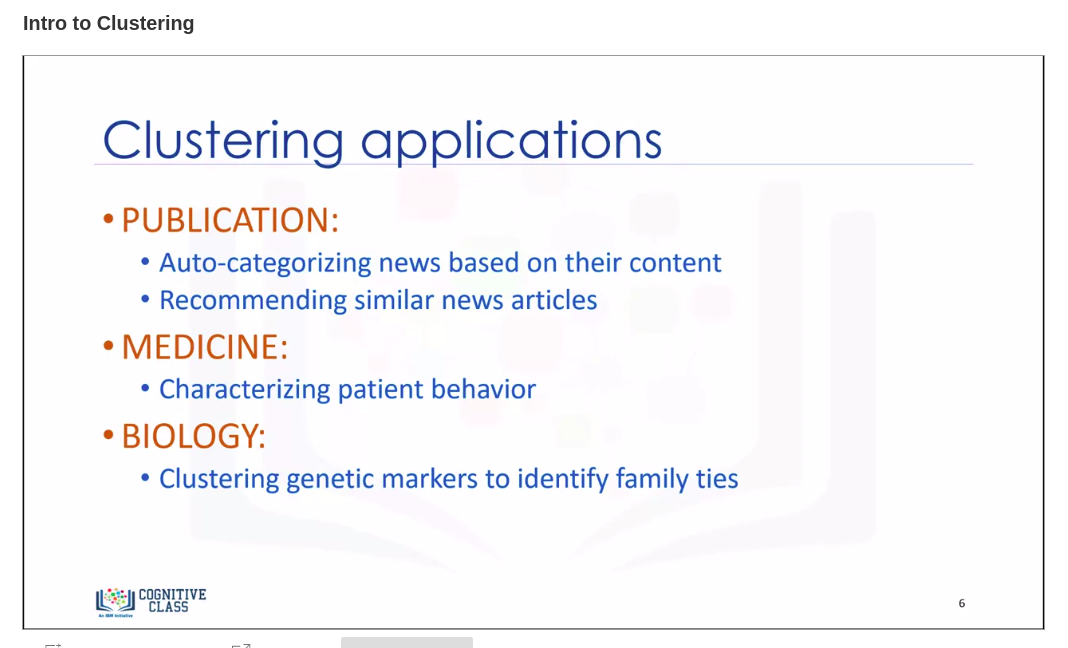 Intro to Clustering
Clustering applications
• PUBLICATION:
• Auto-categorizing news based on their content
• Recommending similar news articles
• MEDICINE:
• Characterizing patient behavior
• BIOLOGY:
• Clustering genetic markers to identify family ties
COGNITIVE
CLASS
An IBM Initiative
6